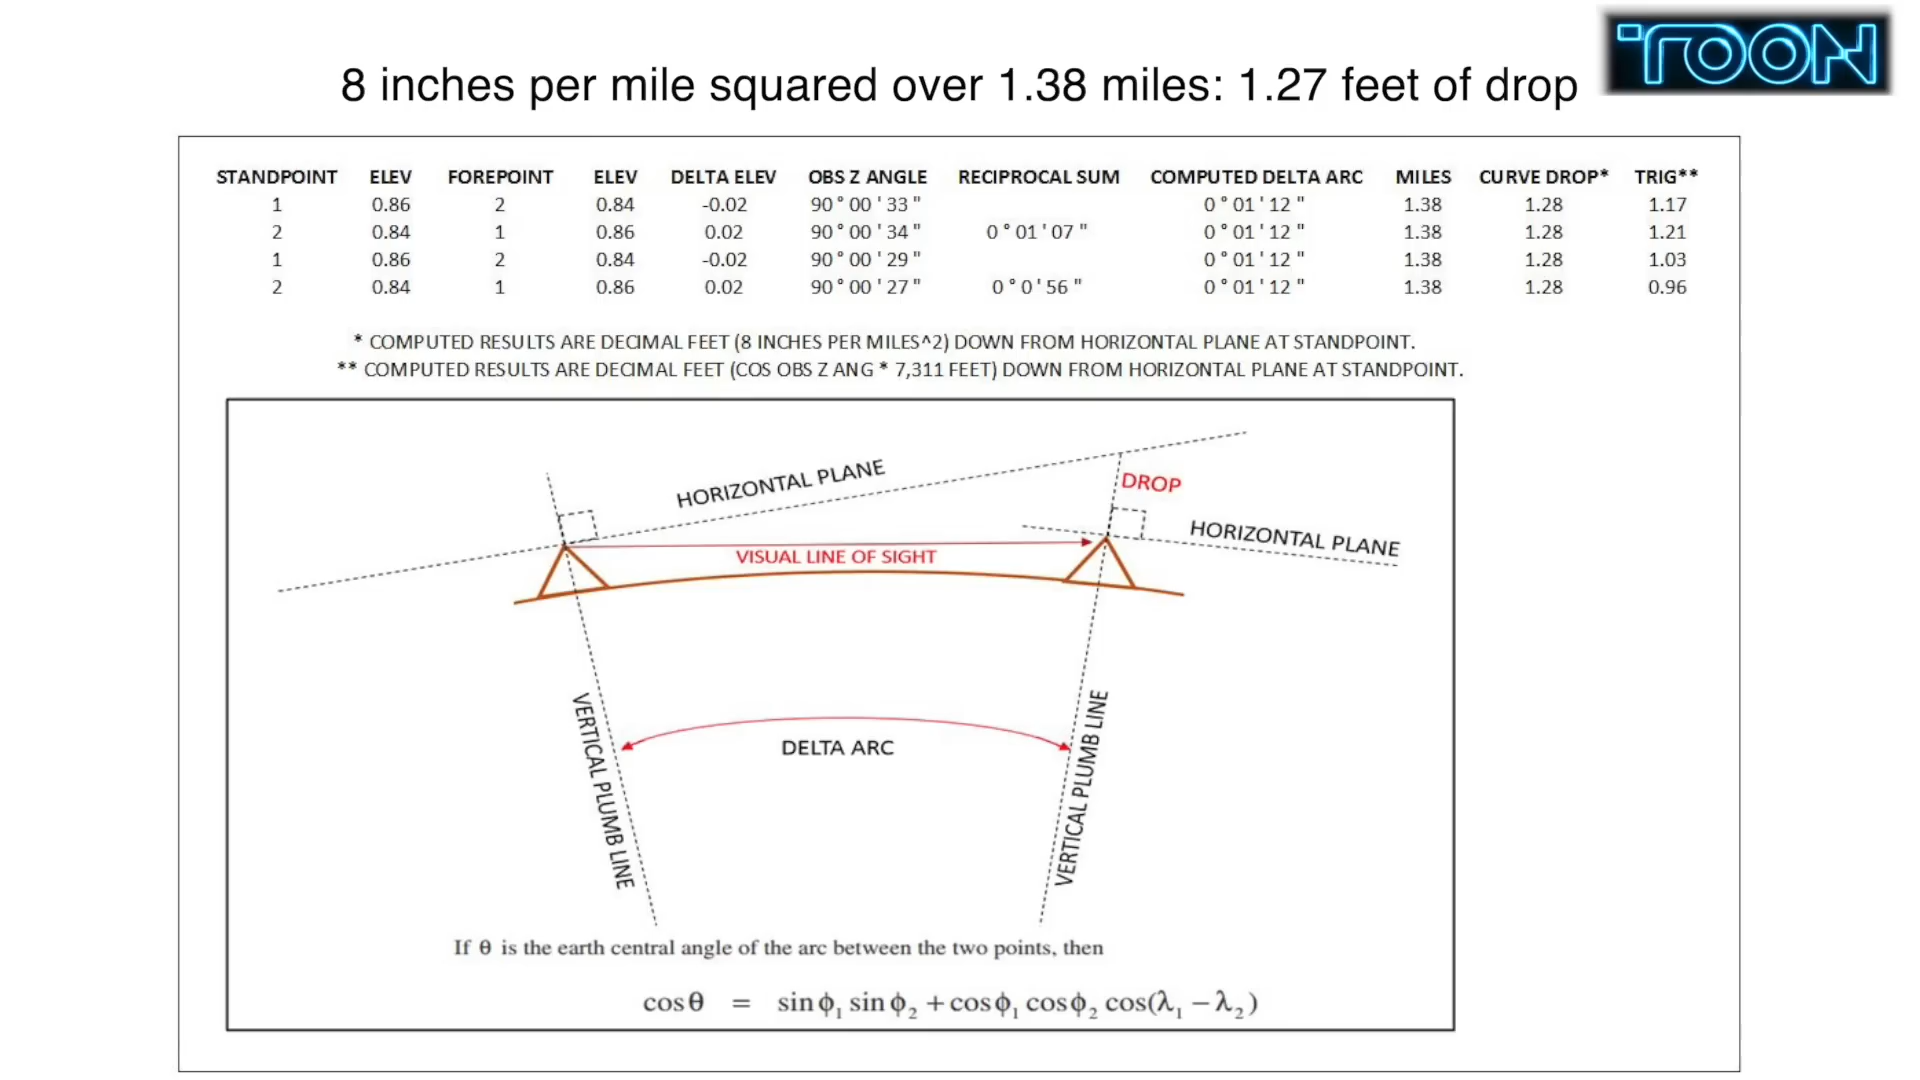 TOON
8 inches per mile squared over 1.38 miles: 1.27 feet of drop
STANDPOINT ELEV FOREPOINT ELEV DELTA ELEV OBS Z ANGLE RECIPROCAL SUM COMPUTED DELTA ARC MILES CURVE DROP* TRIG**
1 0.86 2 0.84 -0.02 90 ° 00 ' 33 " 0 ° 01 ' 12 " 1.38 1.28 1.17
2 0.84 1 0.86 0.02 90 ° 00 ' 34 " 0 ° 01 ' 07 " 0 ° 01 ' 12 " 1.38 1.28 1.21
1 0.86 2 0.84 -0.02 90 ° 00 ' 29 " 0 ° 01 ' 12 " 1.38 1.28 1.03
2 0.84 1 0.86 0.02 90 ° 00 ' 27 " 0 ° 0 ' 56 " 0 ° 01 ' 12 " 1.38 1.28 0.96
* COMPUTED RESULTS ARE DECIMAL FEET (8 INCHES PER MILES^2) DOWN FROM HORIZONTAL PLANE AT STANDPOINT.
** COMPUTED RESULTS ARE DECIMAL FEET (COS OBS Z ANG * 7,311 FEET) DOWN FROM HORIZONTAL PLANE AT STANDPOINT.
HORIZONTAL PLANE
DROP
HORIZONTAL PLANE
VISUAL LINE OF SIGHT
VERTICAL PLUMB LINE
VERTICAL PLUMB LINE
DELTA ARC
If θ is the earth central angle of the arc between the two points, then
cosθ = sinϕ₁ sinϕ₂ + cosϕ₁ cosϕ₂ cos(λ₁ − λ₂)